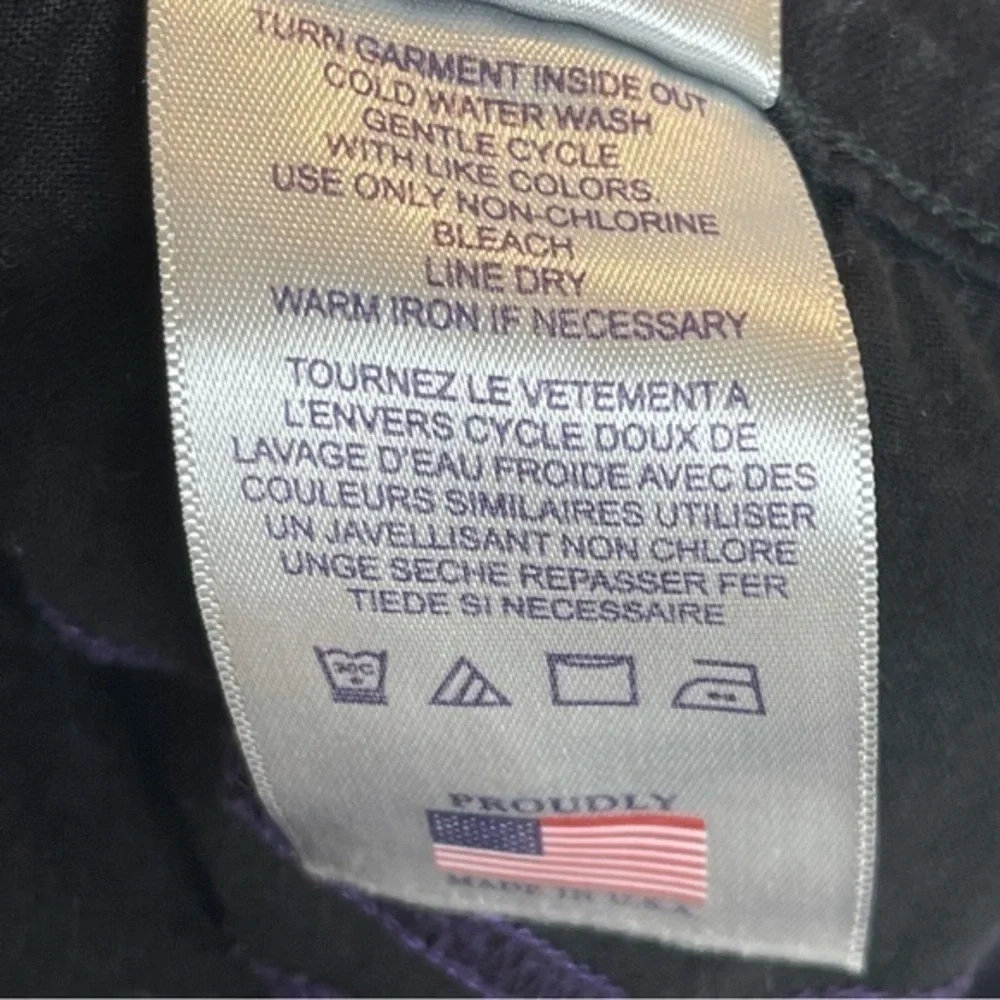 TURN GARMENT INSIDE OUT
COLD WATER WASH
GENTLE CYCLE
WITH LIKE COLORS.
USE ONLY NON-CHLORINE
BLEACH
LINE DRY
WARM IRON IF NECESSARY
TOURNEZ LE VETEMENT A
L'ENVERS CYCLE DOUX DE
LAVAGE D'EAU FROIDE AVEC DES
COULEURS SIMILAIRES UTILISER
UN JAVELLISANT NON CHLORE
UNGE SECHE REPASSER FER
TIEDE SI NECESSAIRE
30C
PROUDLY
MADE IN U.S.A